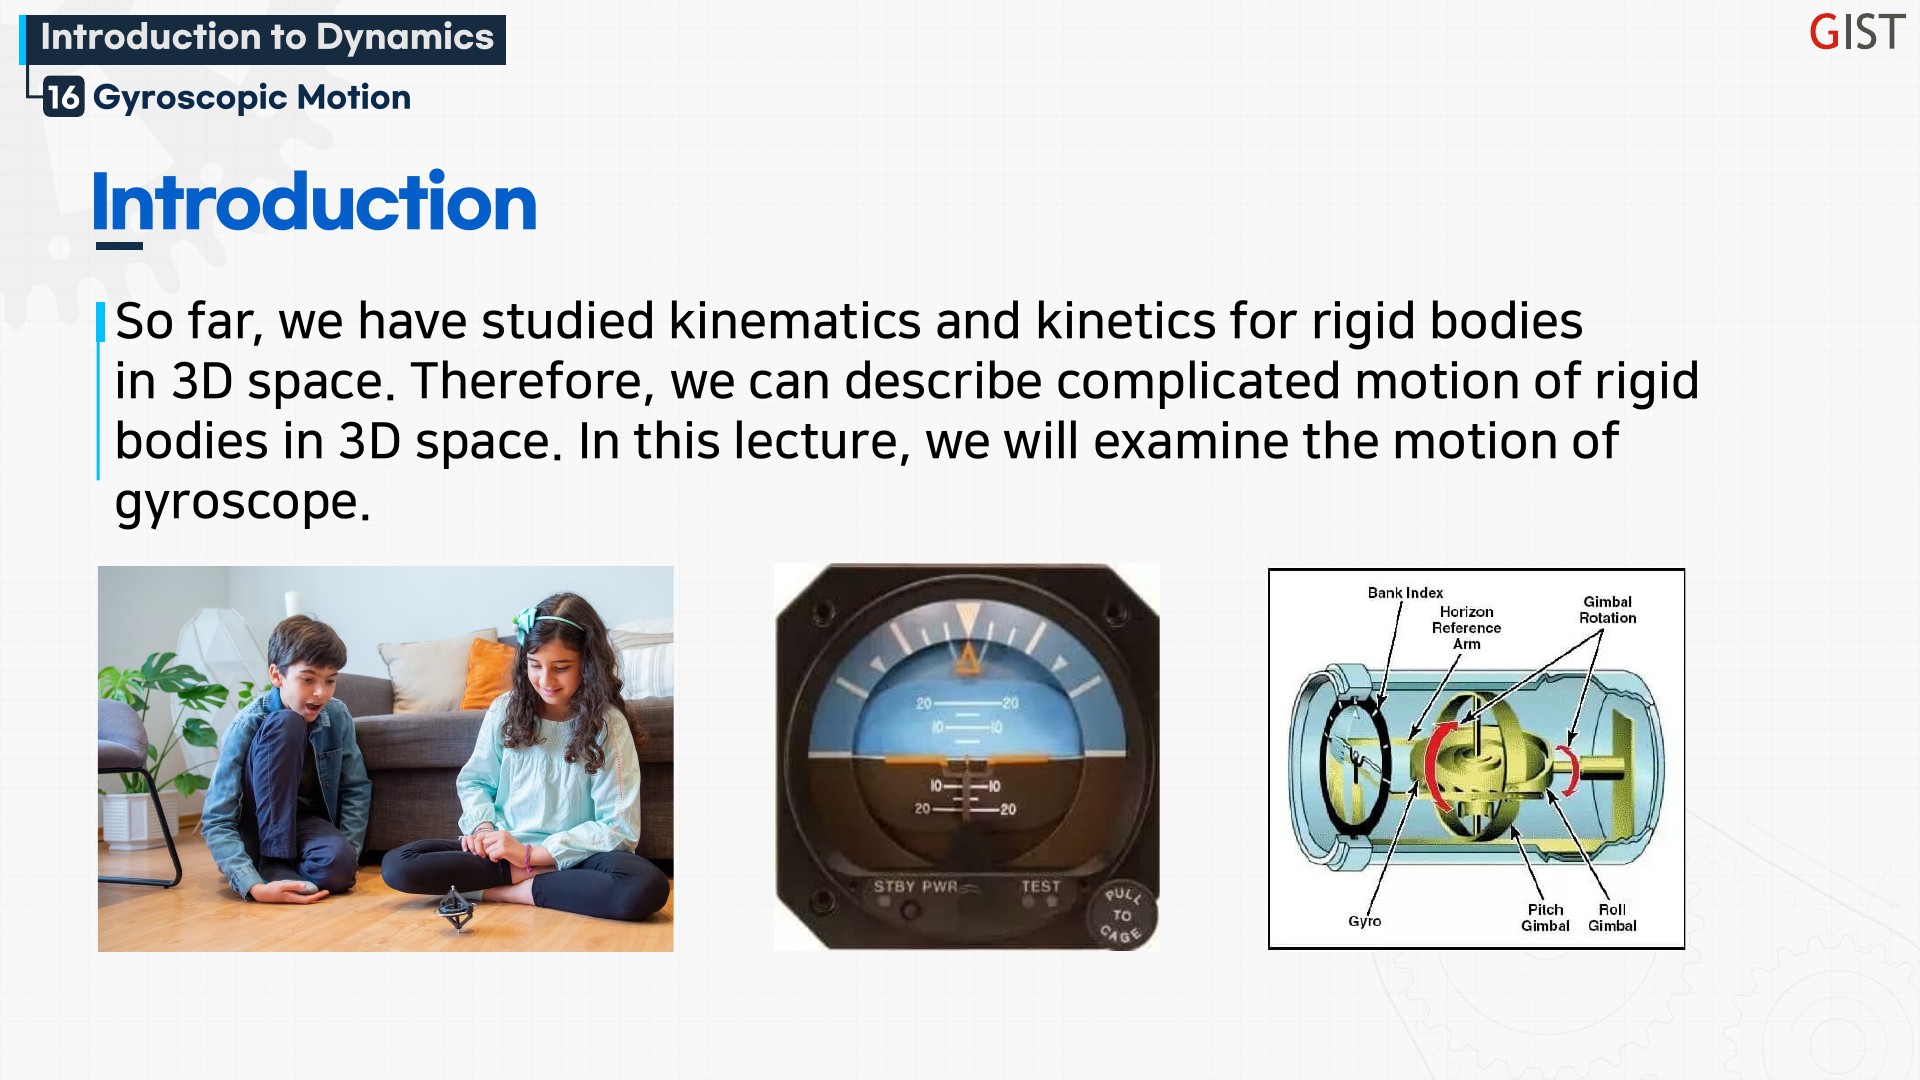 Introduction to Dynamics
GIST
16 Gyroscopic Motion
Introduction
So far, we have studied kinematics and kinetics for rigid bodies
in 3D space. Therefore, we can describe complicated motion of rigid
bodies in 3D space. In this lecture, we will examine the motion of
gyroscope.
20 20
10 10
10 10
20 20
STBY PWR TEST
PULL
TO
CAGE
Bank Index
Horizon
Reference
Arm
Gimbal
Rotation
Gyro
Pitch
Gimbal
Roll
Gimbal